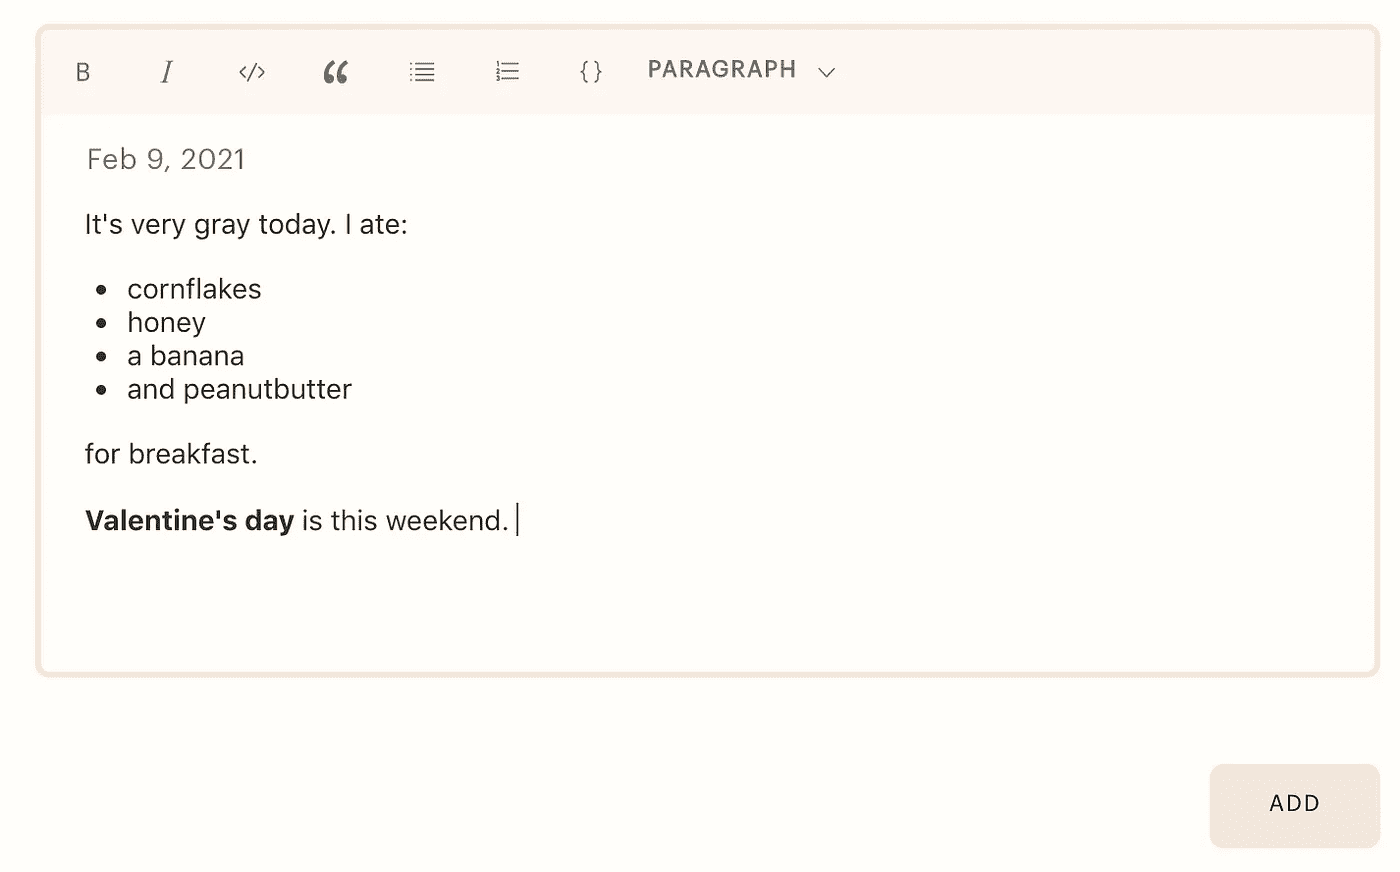 B I </> “ { } PARAGRAPH
Feb 9, 2021
It's very gray today. I ate:
• cornflakes
• honey
• a banana
• and peanutbutter
for breakfast.
Valentine's day is this weekend.
ADD